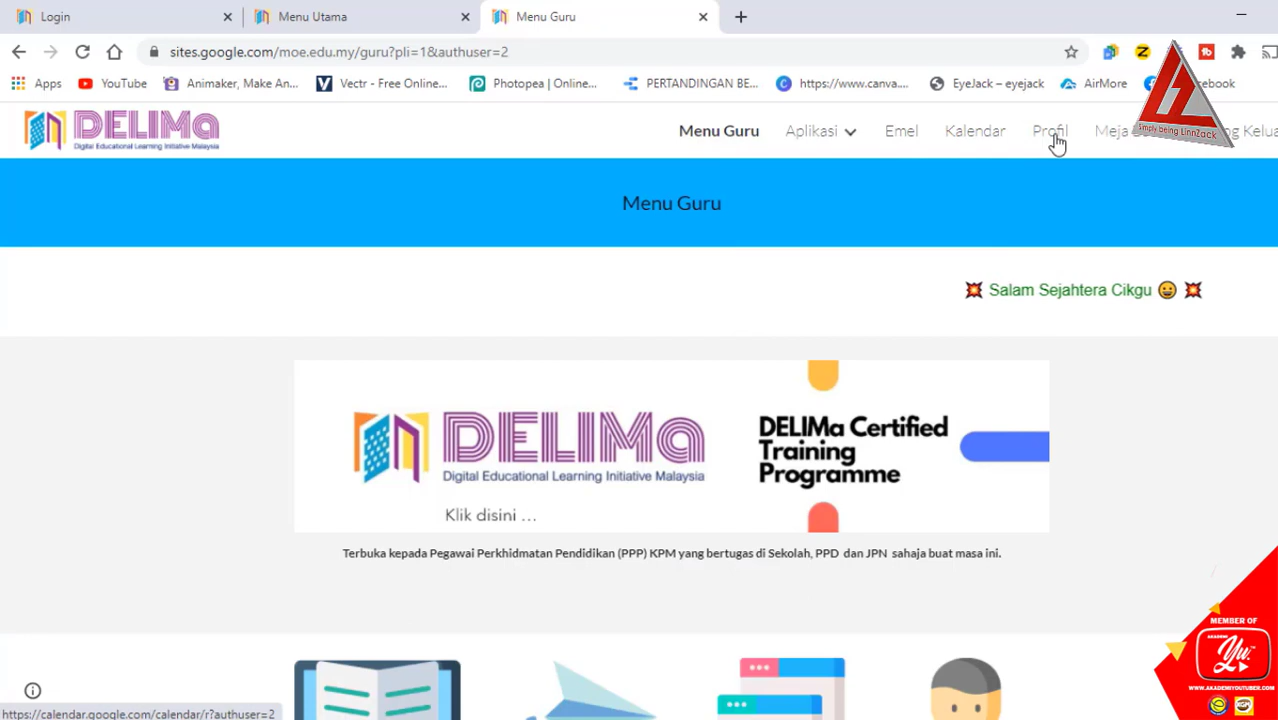 Login
Menu Utama
Menu Guru
sites.google.com/moe.edu.my/guru?pli=1&authuser=2
Apps
YouTube
Animaker, Make An...
Vectr - Free Online...
Photopea | Online...
PERTANDINGAN BE...
https://www.canva....
EyeJack – eyejack
AirMore
cebook
DELIMa
Digital Educational Learning Initiative Malaysia
Menu Guru
Aplikasi
Emel
Kalendar
Profil
Meja
Simply being LinnZack
Menu Guru
Salam Sejahtera Cikgu
DELIMa
Digital Educational Learning Initiative Malaysia
Klik disini ...
DELIMa Certified
Training
Programme
Terbuka kepada Pegawai Perkhidmatan Pendidikan (PPP) KPM yang bertugas di Sekolah, PPD dan JPN sahaja buat masa ini.
MEMBER OF
AKADEMI
Yu
WWW.AKADEMIYOUTUBER.COM
https://calendar.google.com/calendar/r?authuser=2